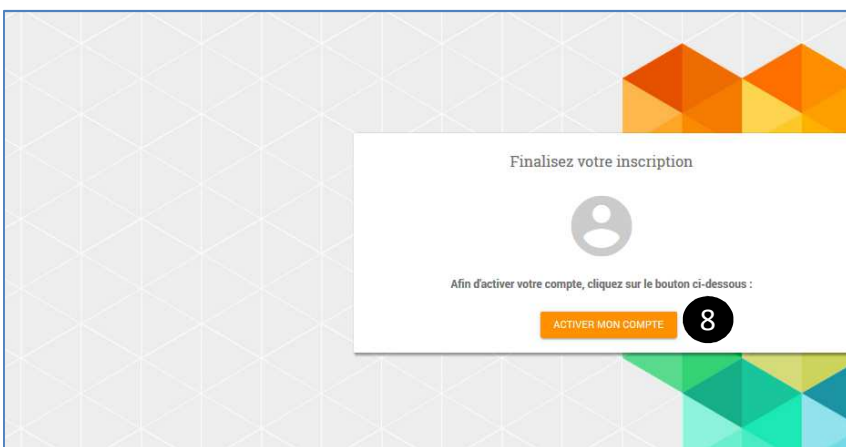 Finalisez votre inscription
Afin d'activer votre compte, cliquez sur le bouton ci-dessous :
ACTIVER MON COMPTE 8